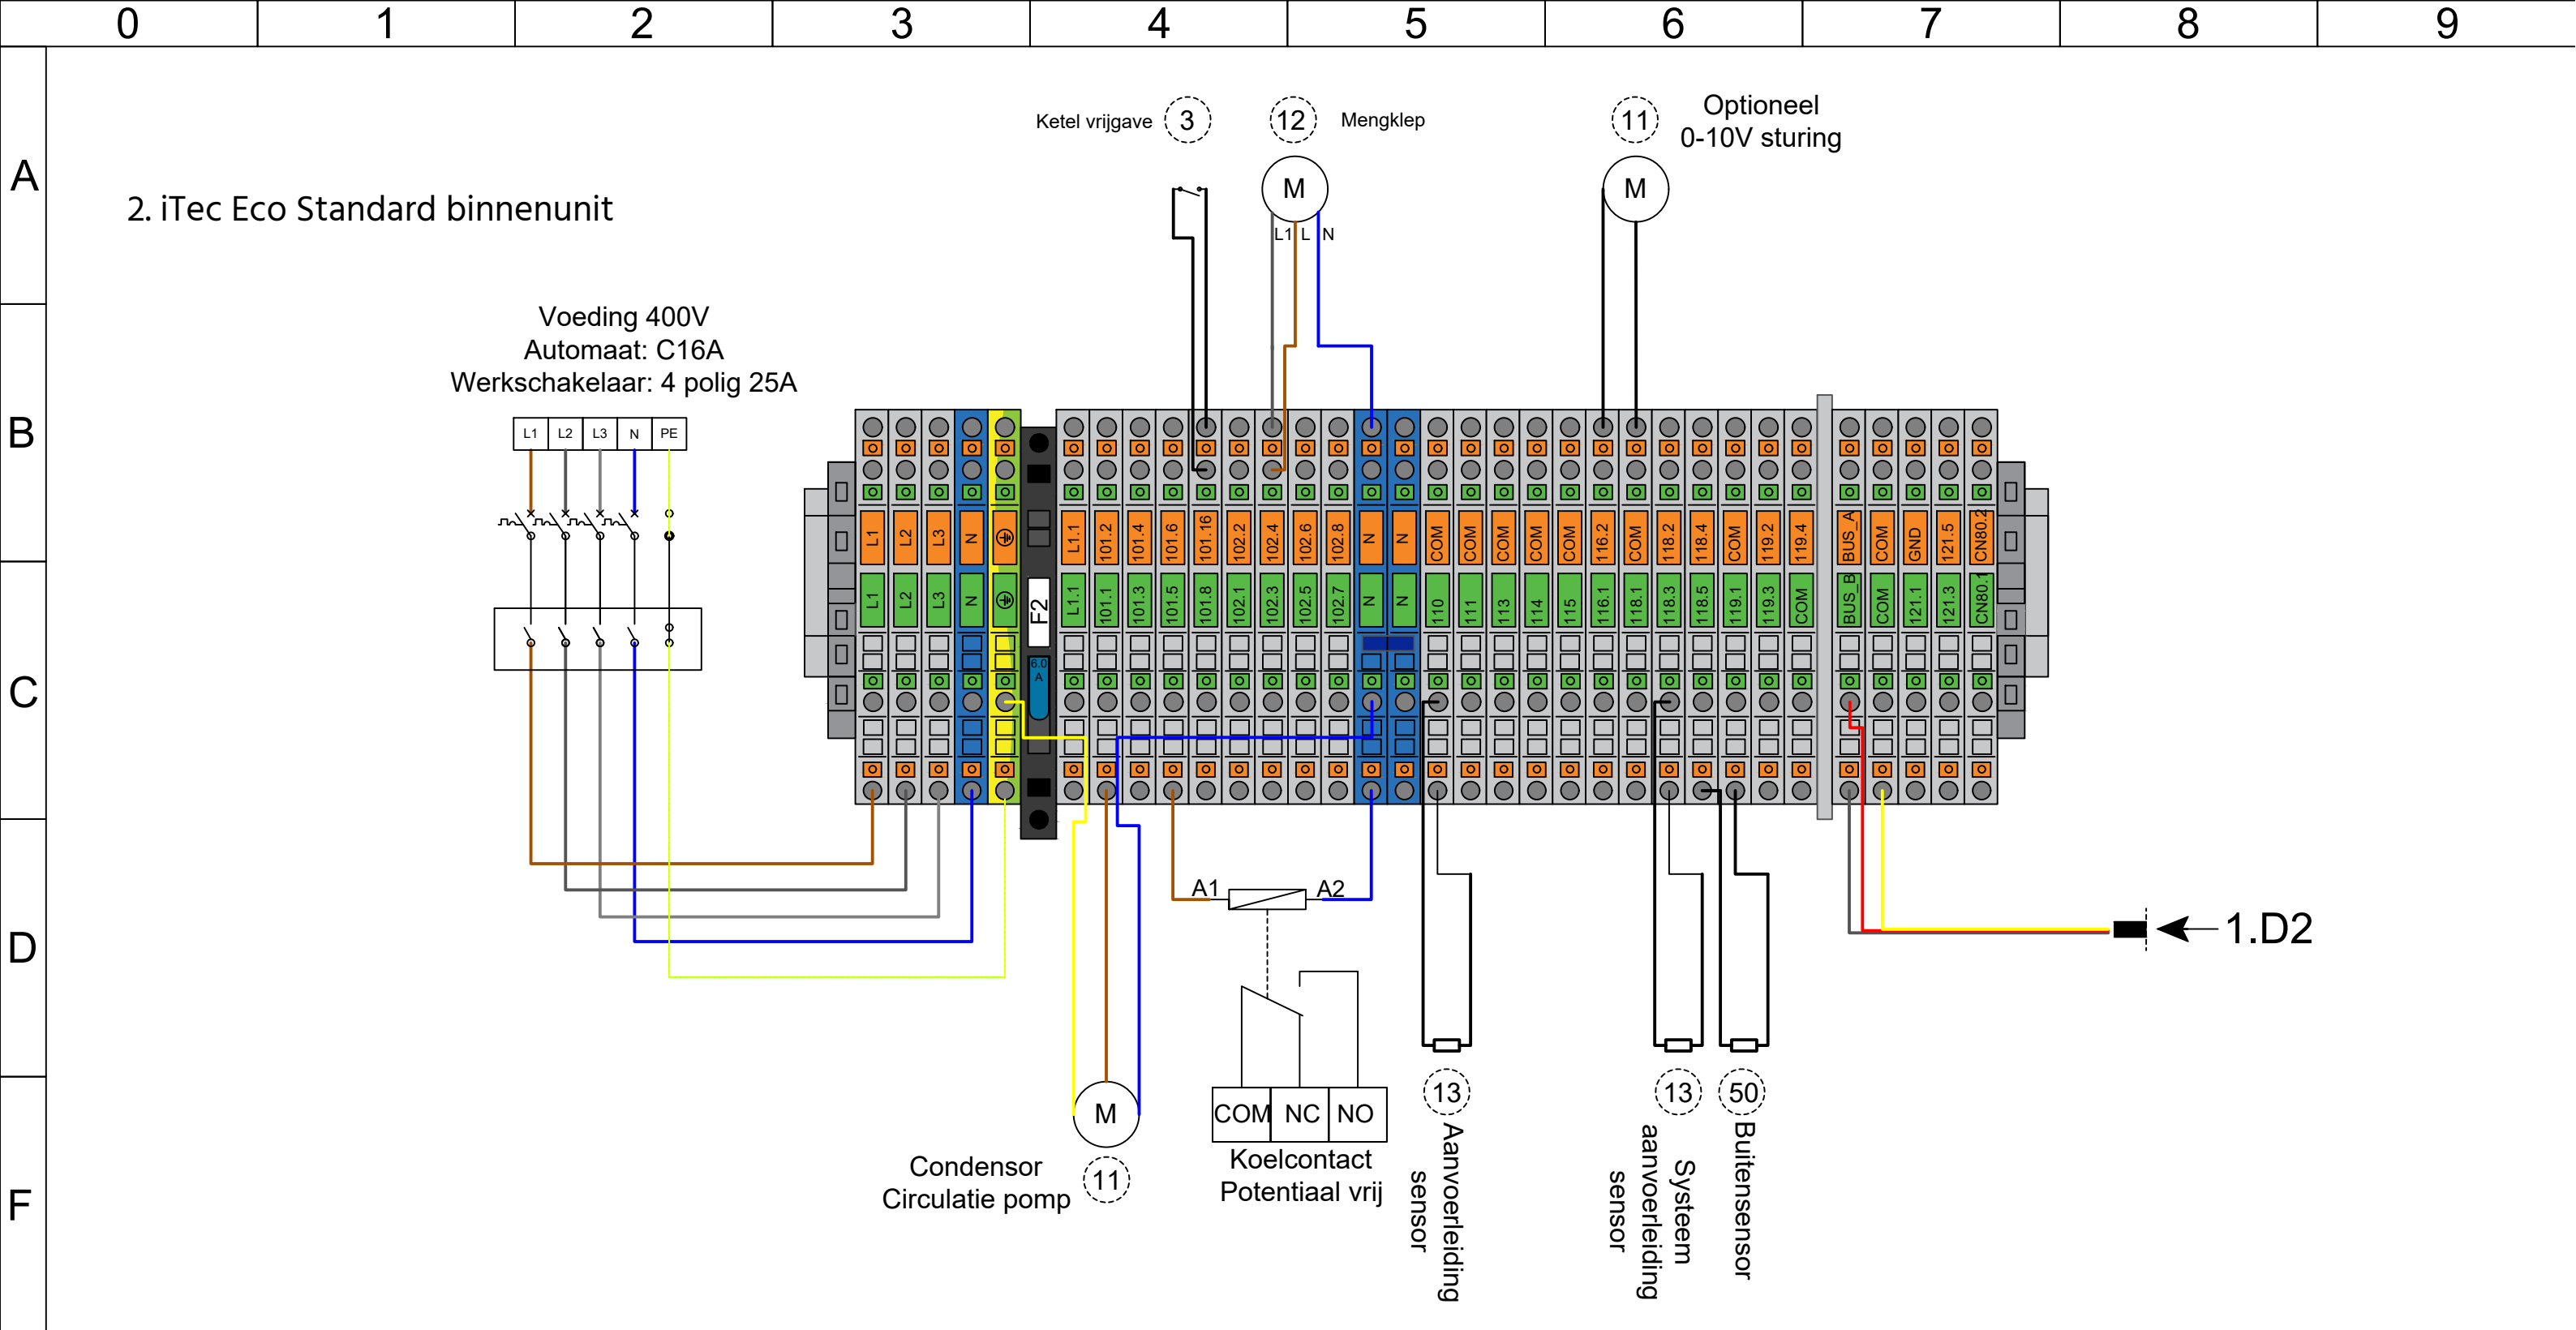 0 1 2 3 4 5 6 7 8 9
A
B
C
D
F
2. iTec Eco Standard binnenunit
Ketel vrijgave 3
12 Mengklep
L1 L N
M
11
M
Optioneel
0-10V sturing
Voeding 400V
Automaat: C16A
Werkschakelaar: 4 polig 25A
L1 L2 L3 N PE
L1 L2 L3 N
L1 L2 L3 N
F2
6.0
A
L1.1 101.2 101.4 101.6 101.16 102.2 102.4 102.6 102.8 N N COM COM COM COM COM 116.2 COM 118.2 118.4 COM 119.2 119.4 BUS_A COM GND 121.5 CN80.2
L1.1 101.1 101.3 101.5 101.8 102.1 102.3 102.5 102.7 N N 110 111 113 114 115 116.1 118.1 118.3 118.5 119.1 119.3 COM BUS_B COM 121.1 121.3 CN80.1
A1 A2
1.D2
M
11
Condensor
Circulatie pomp
COM NC NO
Koelcontact
Potentiaal vrij
13
Aanvoerleiding
sensor
13
Systeem
aanvoerleiding
sensor
50
Buitensensor